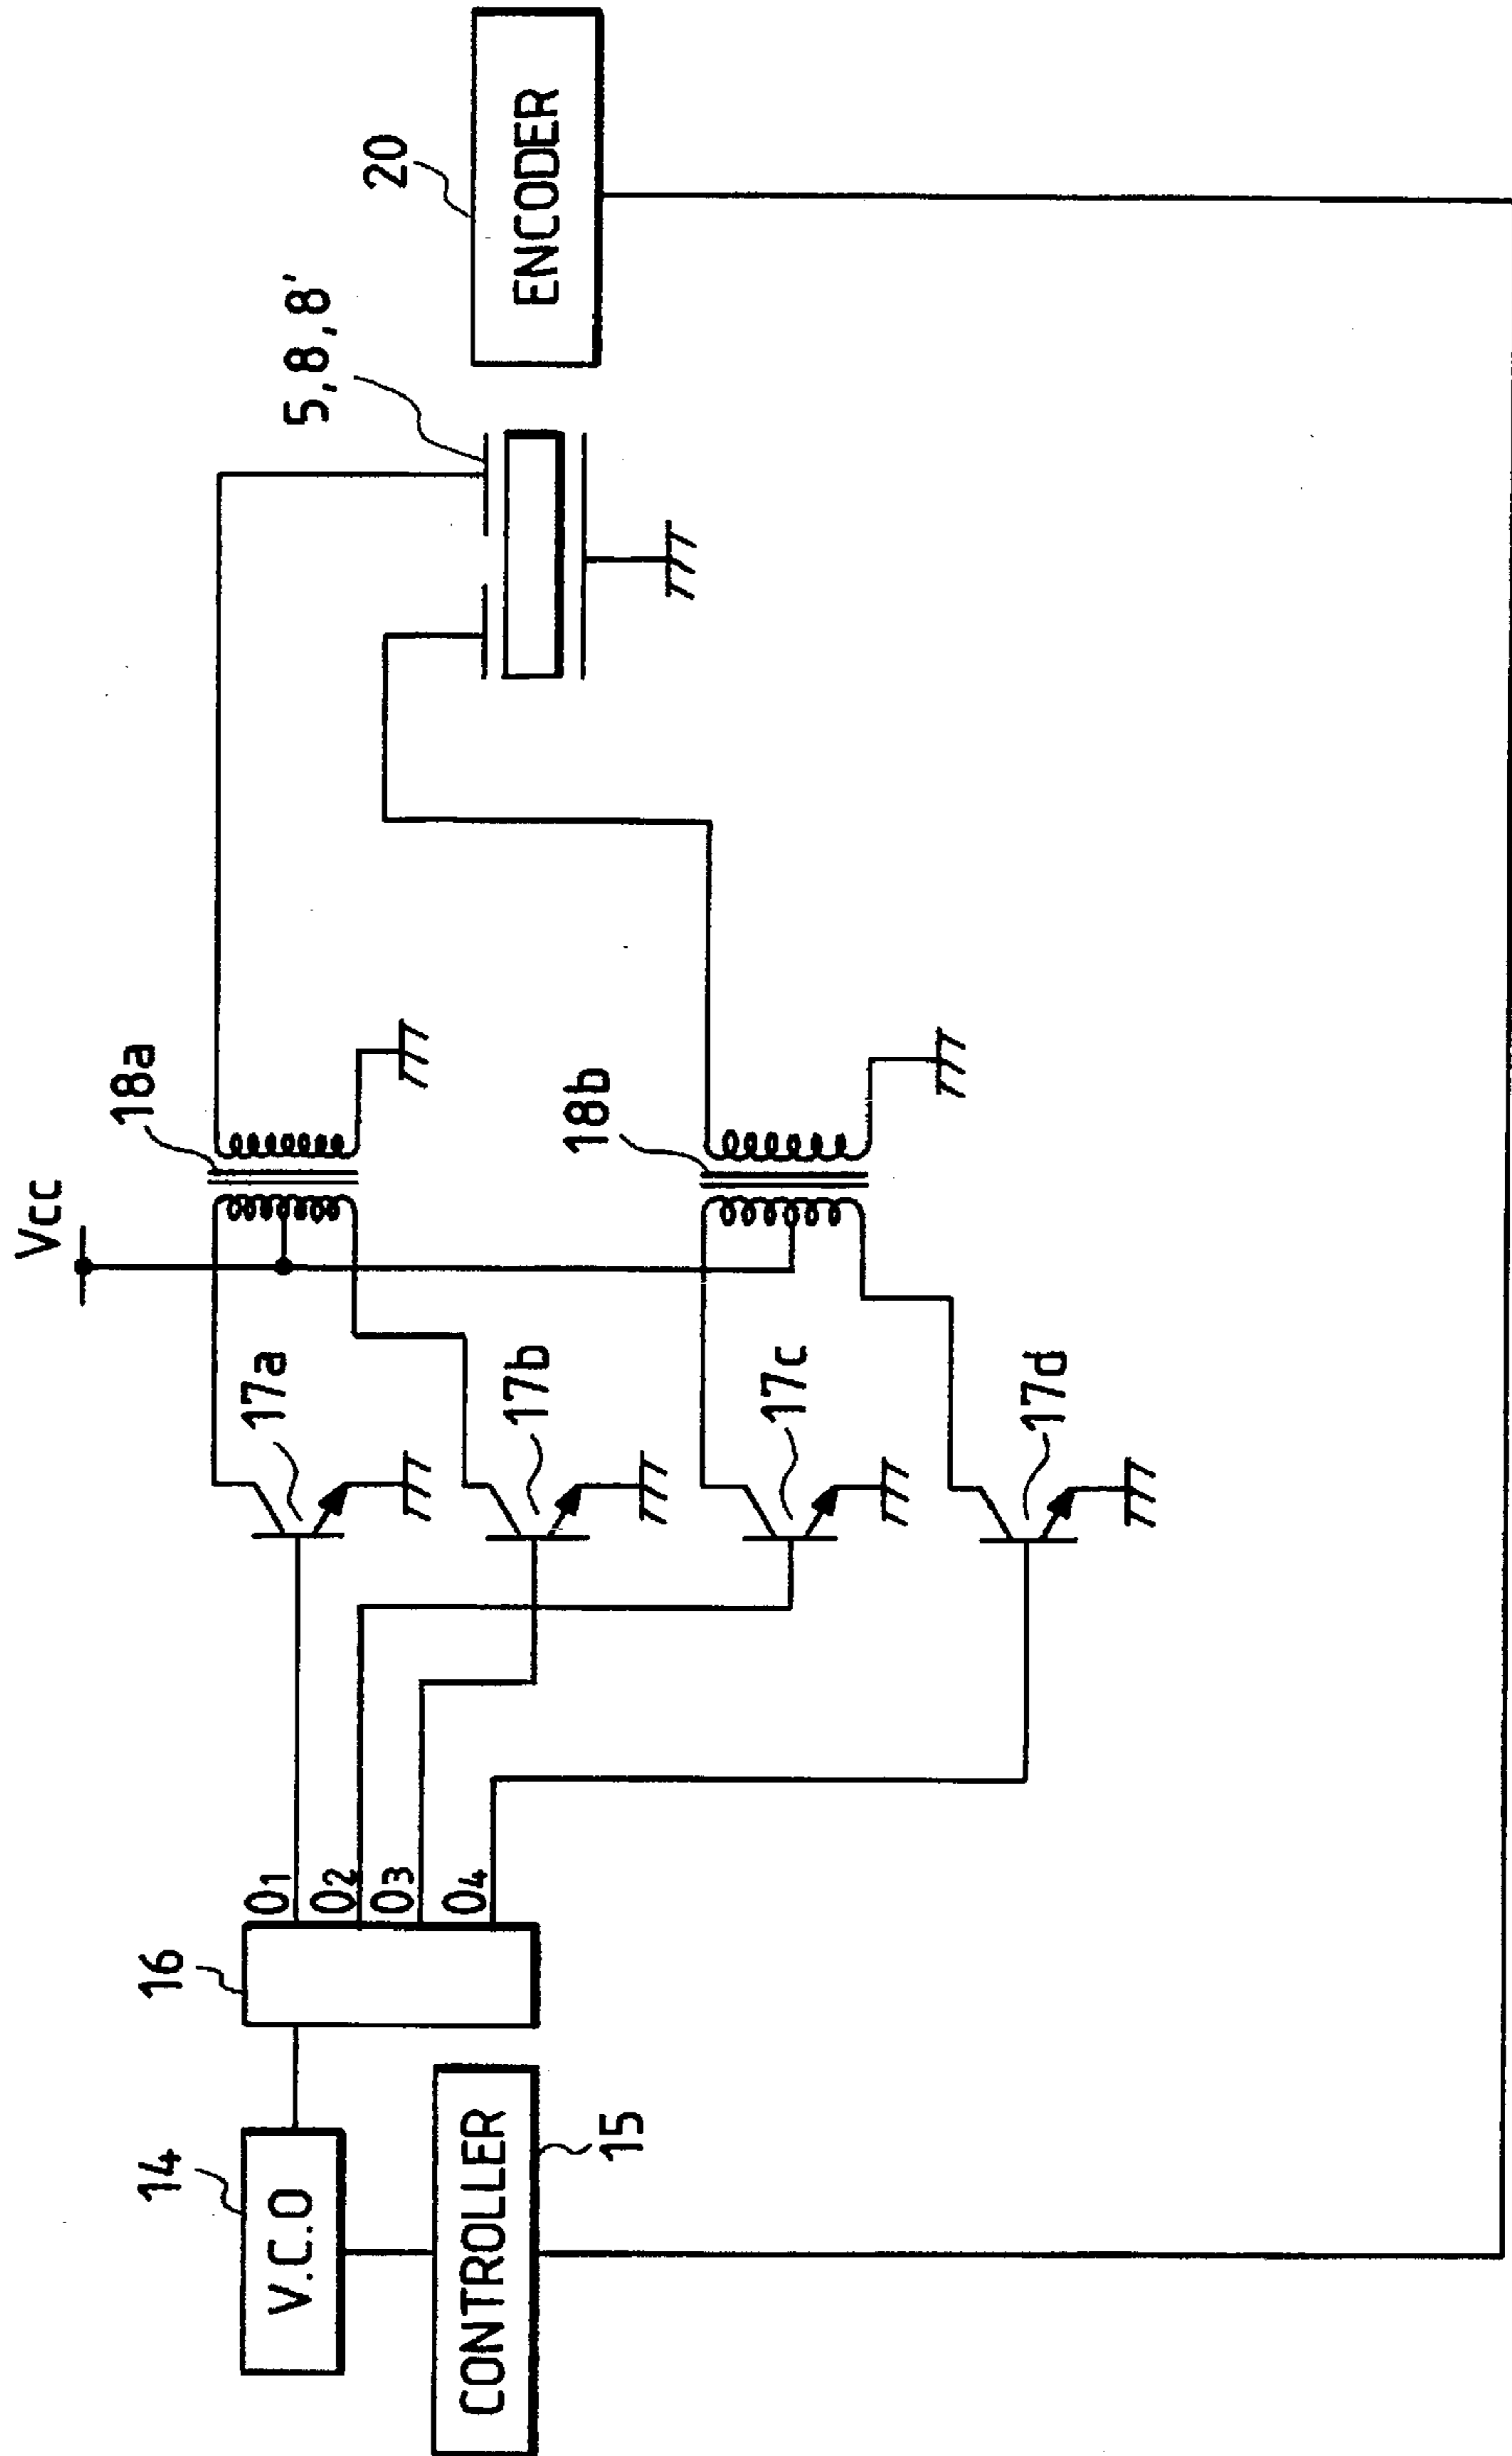 Vcc
14
V.C.O
CONTROLLER
15
16
O1
O2
O3
O4
17a
17b
17c
17d
18a
18b
5,8,8'
20
ENCODER